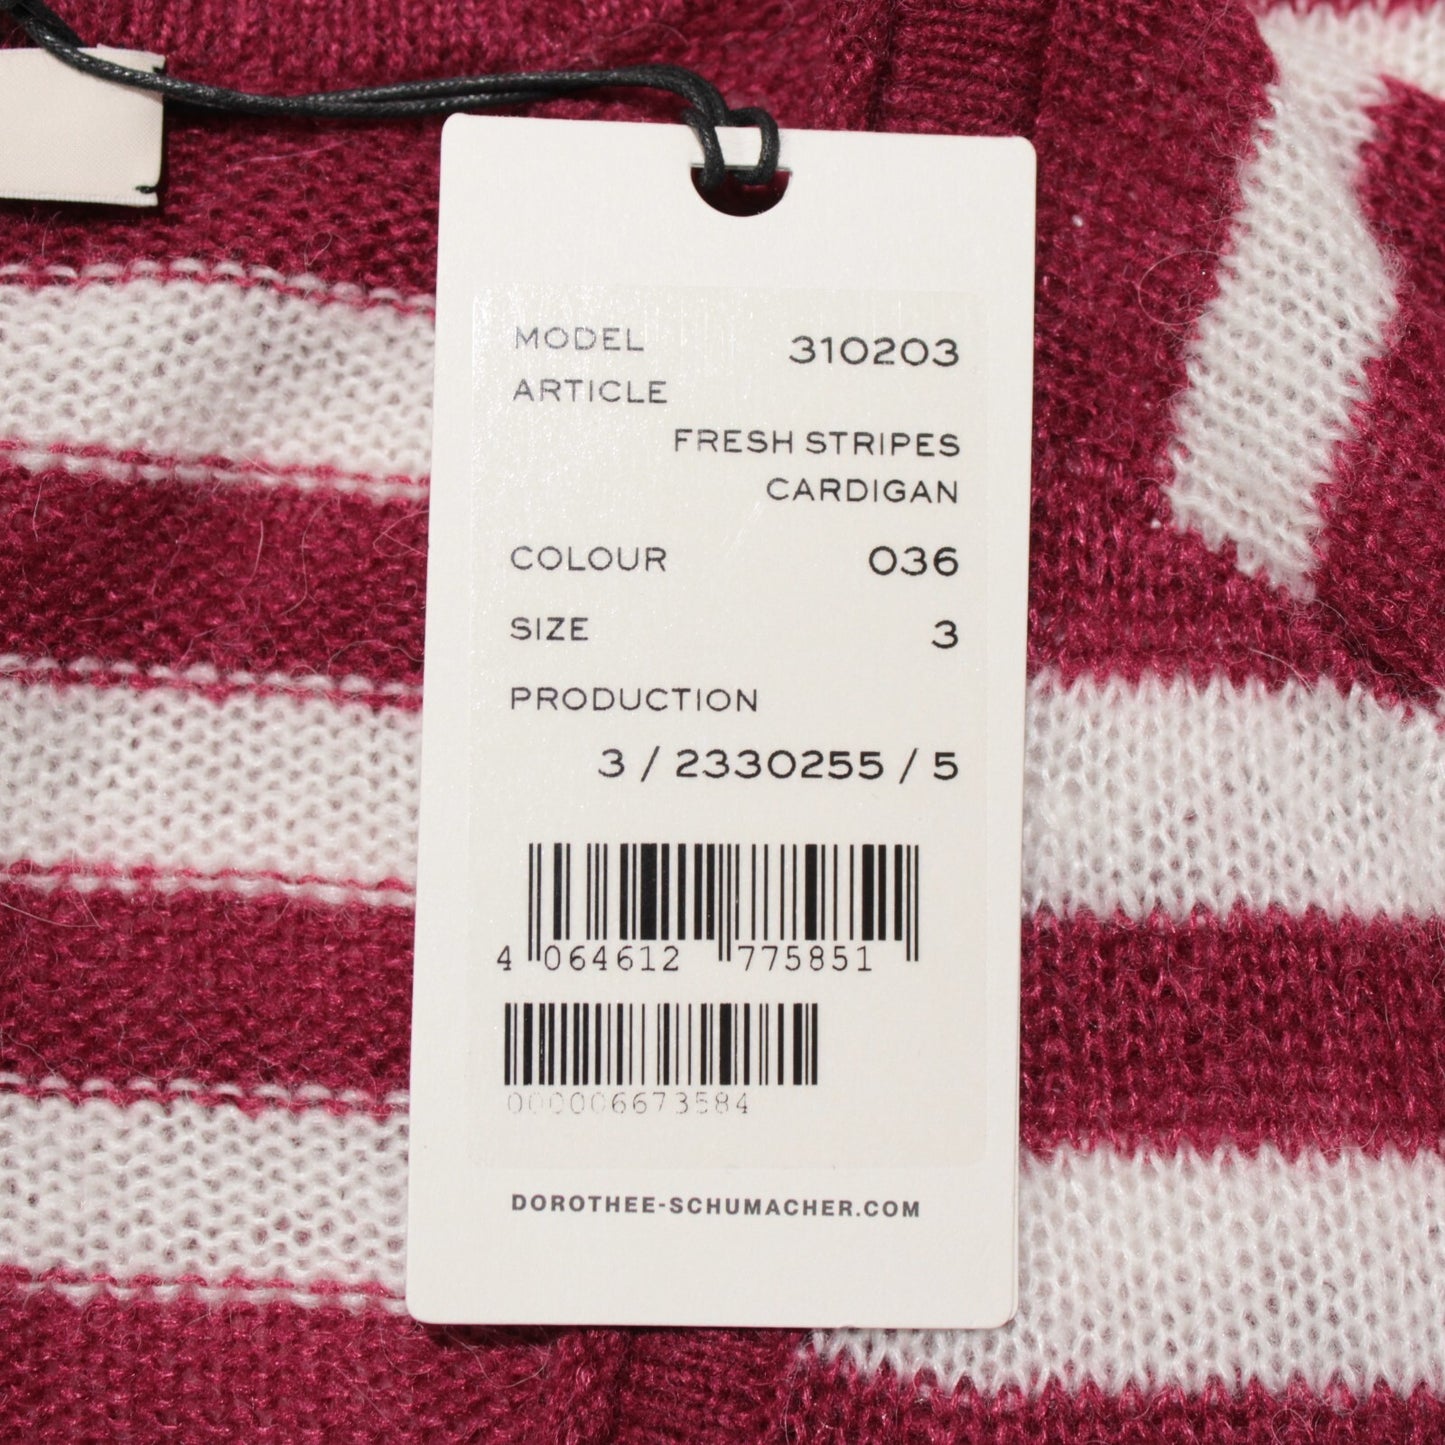 MODEL 310203
ARTICLE
FRESH STRIPES
CARDIGAN
COLOUR 036
SIZE 3
PRODUCTION
3 / 2330255 / 5
4 064612 775851
000006673584
DOROTHEE-SCHUMACHER.COM